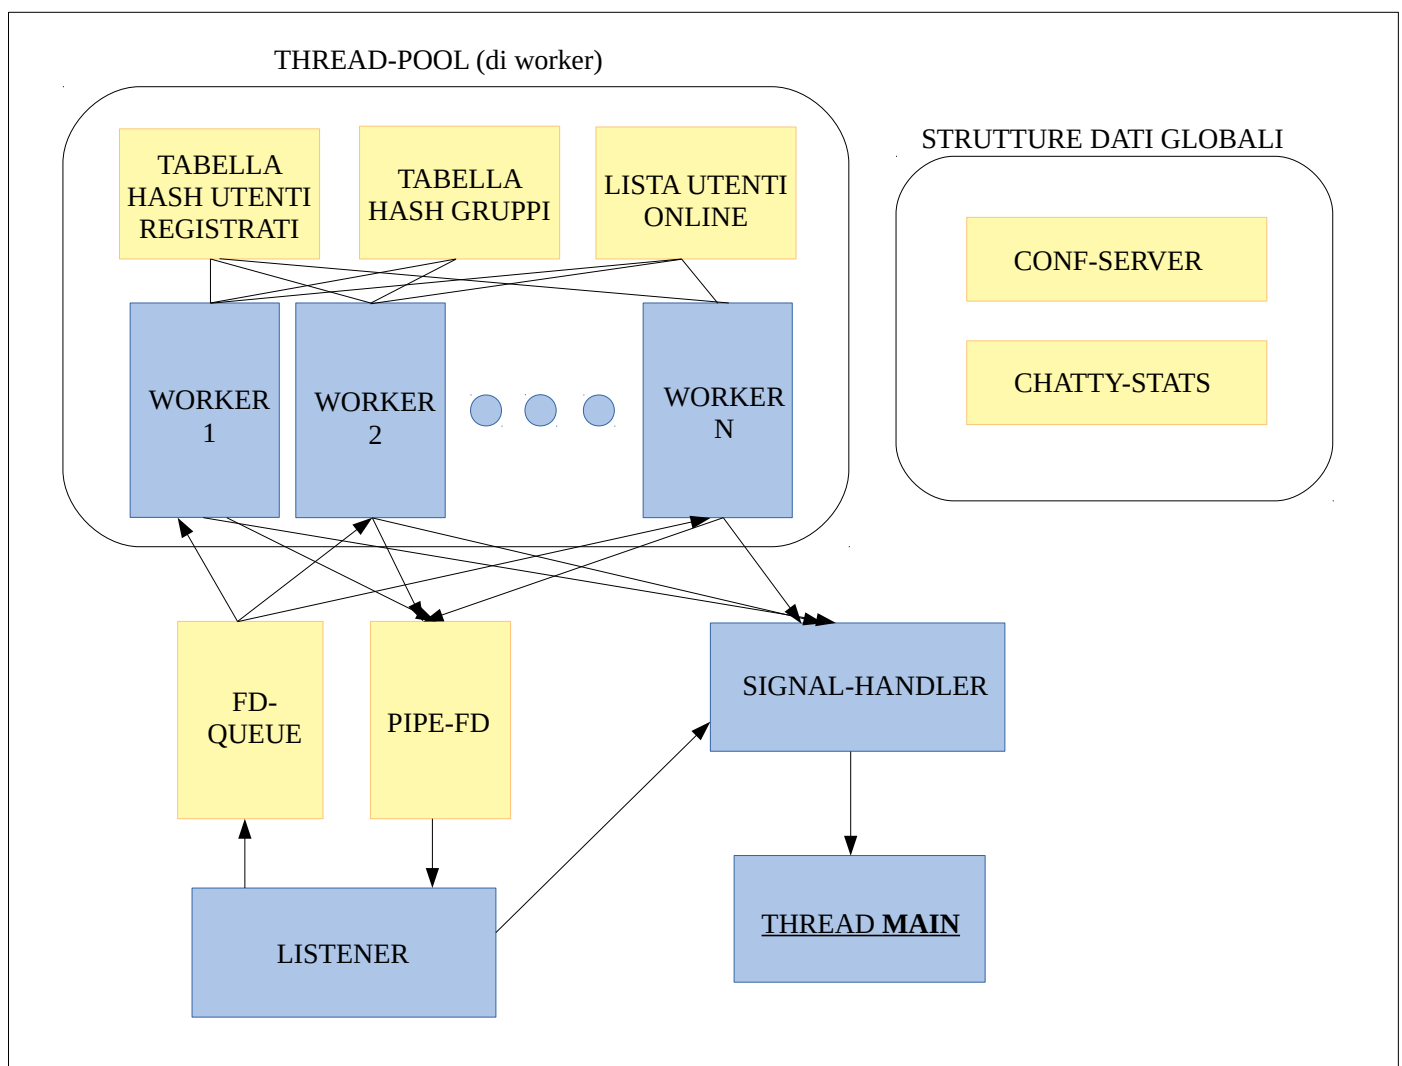 THREAD-POOL (di worker)
STRUTTURE DATI GLOBALI
TABELLA
HASH UTENTI
REGISTRATI
TABELLA
HASH GRUPPI
LISTA UTENTI
ONLINE
CONF-SERVER
CHATTY-STATS
WORKER
1
WORKER
2
WORKER
N
FD-
QUEUE
PIPE-FD
SIGNAL-HANDLER
LISTENER
THREAD MAIN